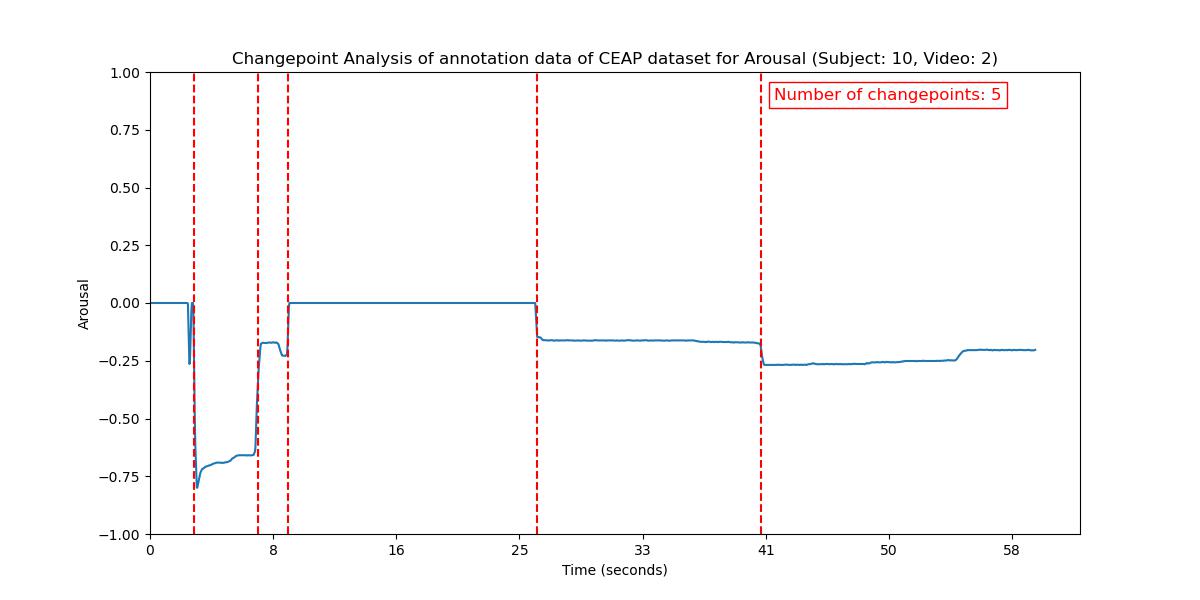 Changepoint Analysis of annotation data of CEAP dataset for Arousal (Subject: 10, Video: 2)
Number of changepoints: 5
1.00
0.75
0.50
0.25
0.00
−0.25
−0.50
−0.75
−1.00
Arousal
0 8 16 25 33 41 50 58
Time (seconds)